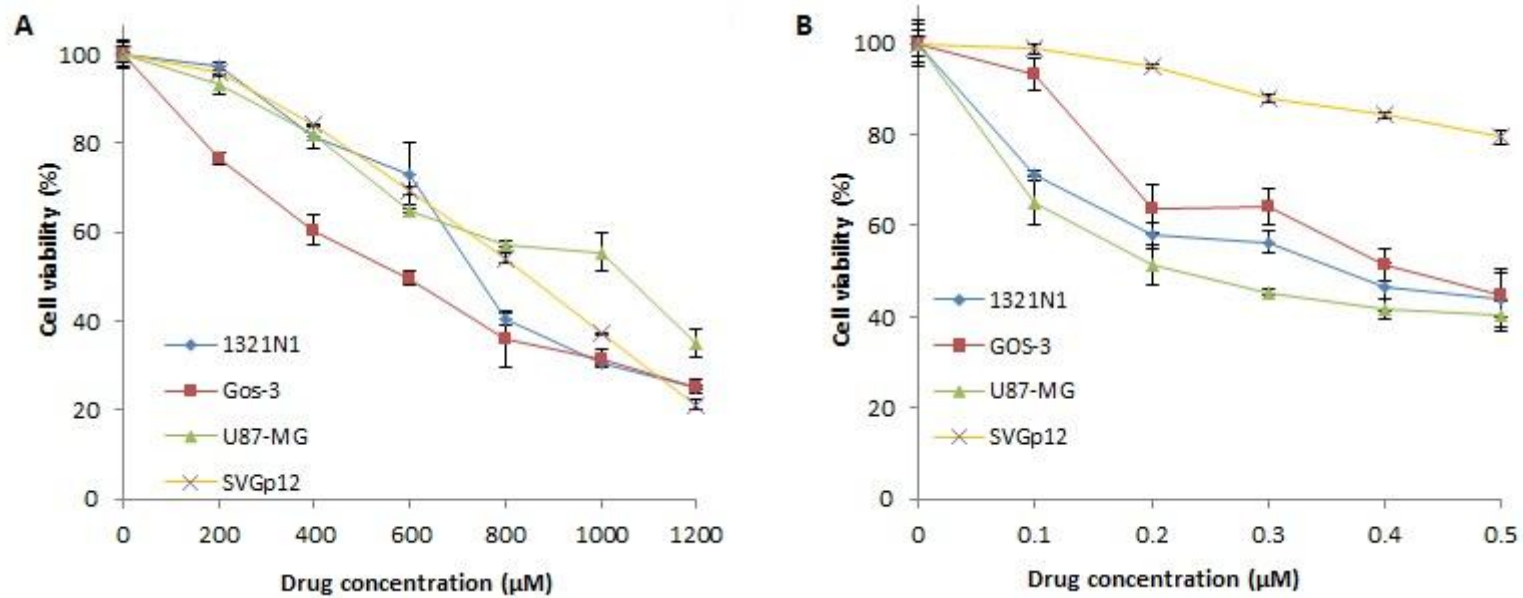 A
Cell viability (%)
100
80
60
40
20
0
1321N1
Gos-3
U87-MG
SVGp12
0 200 400 600 800 1000 1200
Drug concentration (µM)
B
Cell viability (%)
100
80
60
40
20
0
1321N1
GOS-3
U87-MG
SVGp12
0 0.1 0.2 0.3 0.4 0.5
Drug concentration (µM)